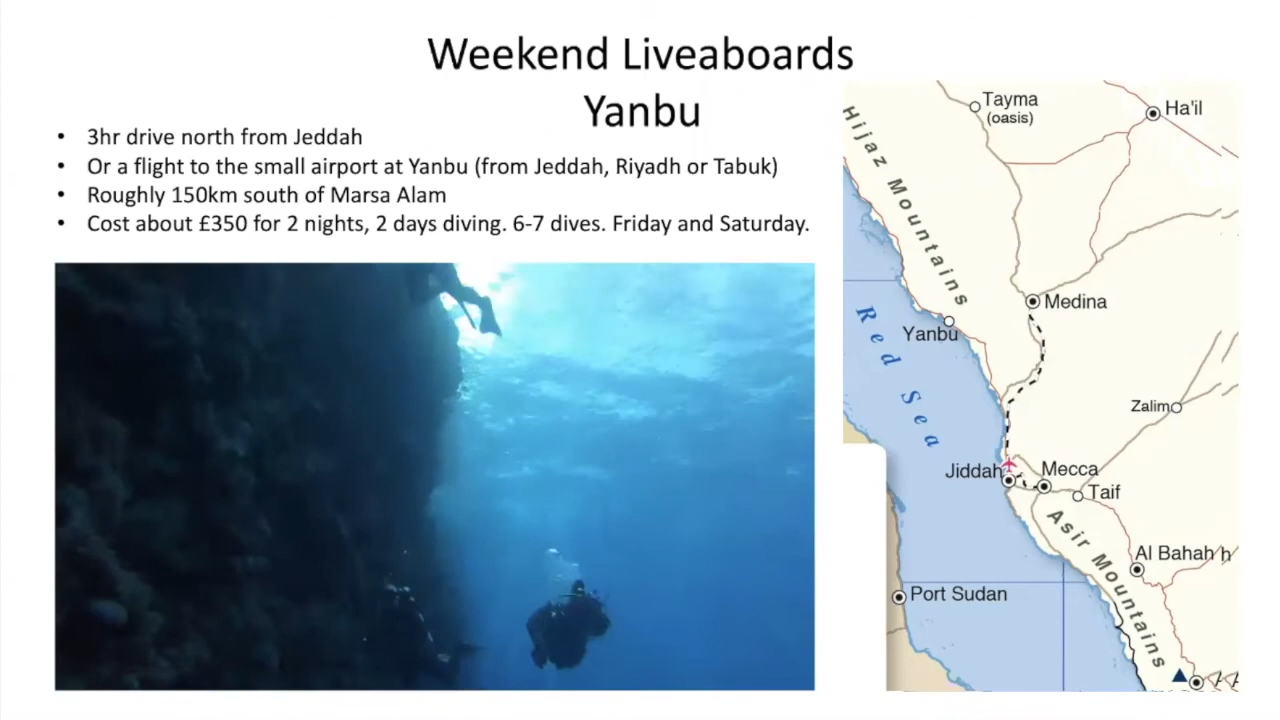 Weekend Liveaboards
Yanbu
• 3hr drive north from Jeddah
• Or a flight to the small airport at Yanbu (from Jeddah, Riyadh or Tabuk)
• Roughly 150km south of Marsa Alam
• Cost about £350 for 2 nights, 2 days diving. 6-7 dives. Friday and Saturday.
Tayma
(oasis)
Ha'il
Hijaz Mountains
Medina
Yanbu
Red Sea
Zalim
Jiddah
Mecca
Taif
Asir Mountains
Al Bahah
Port Sudan